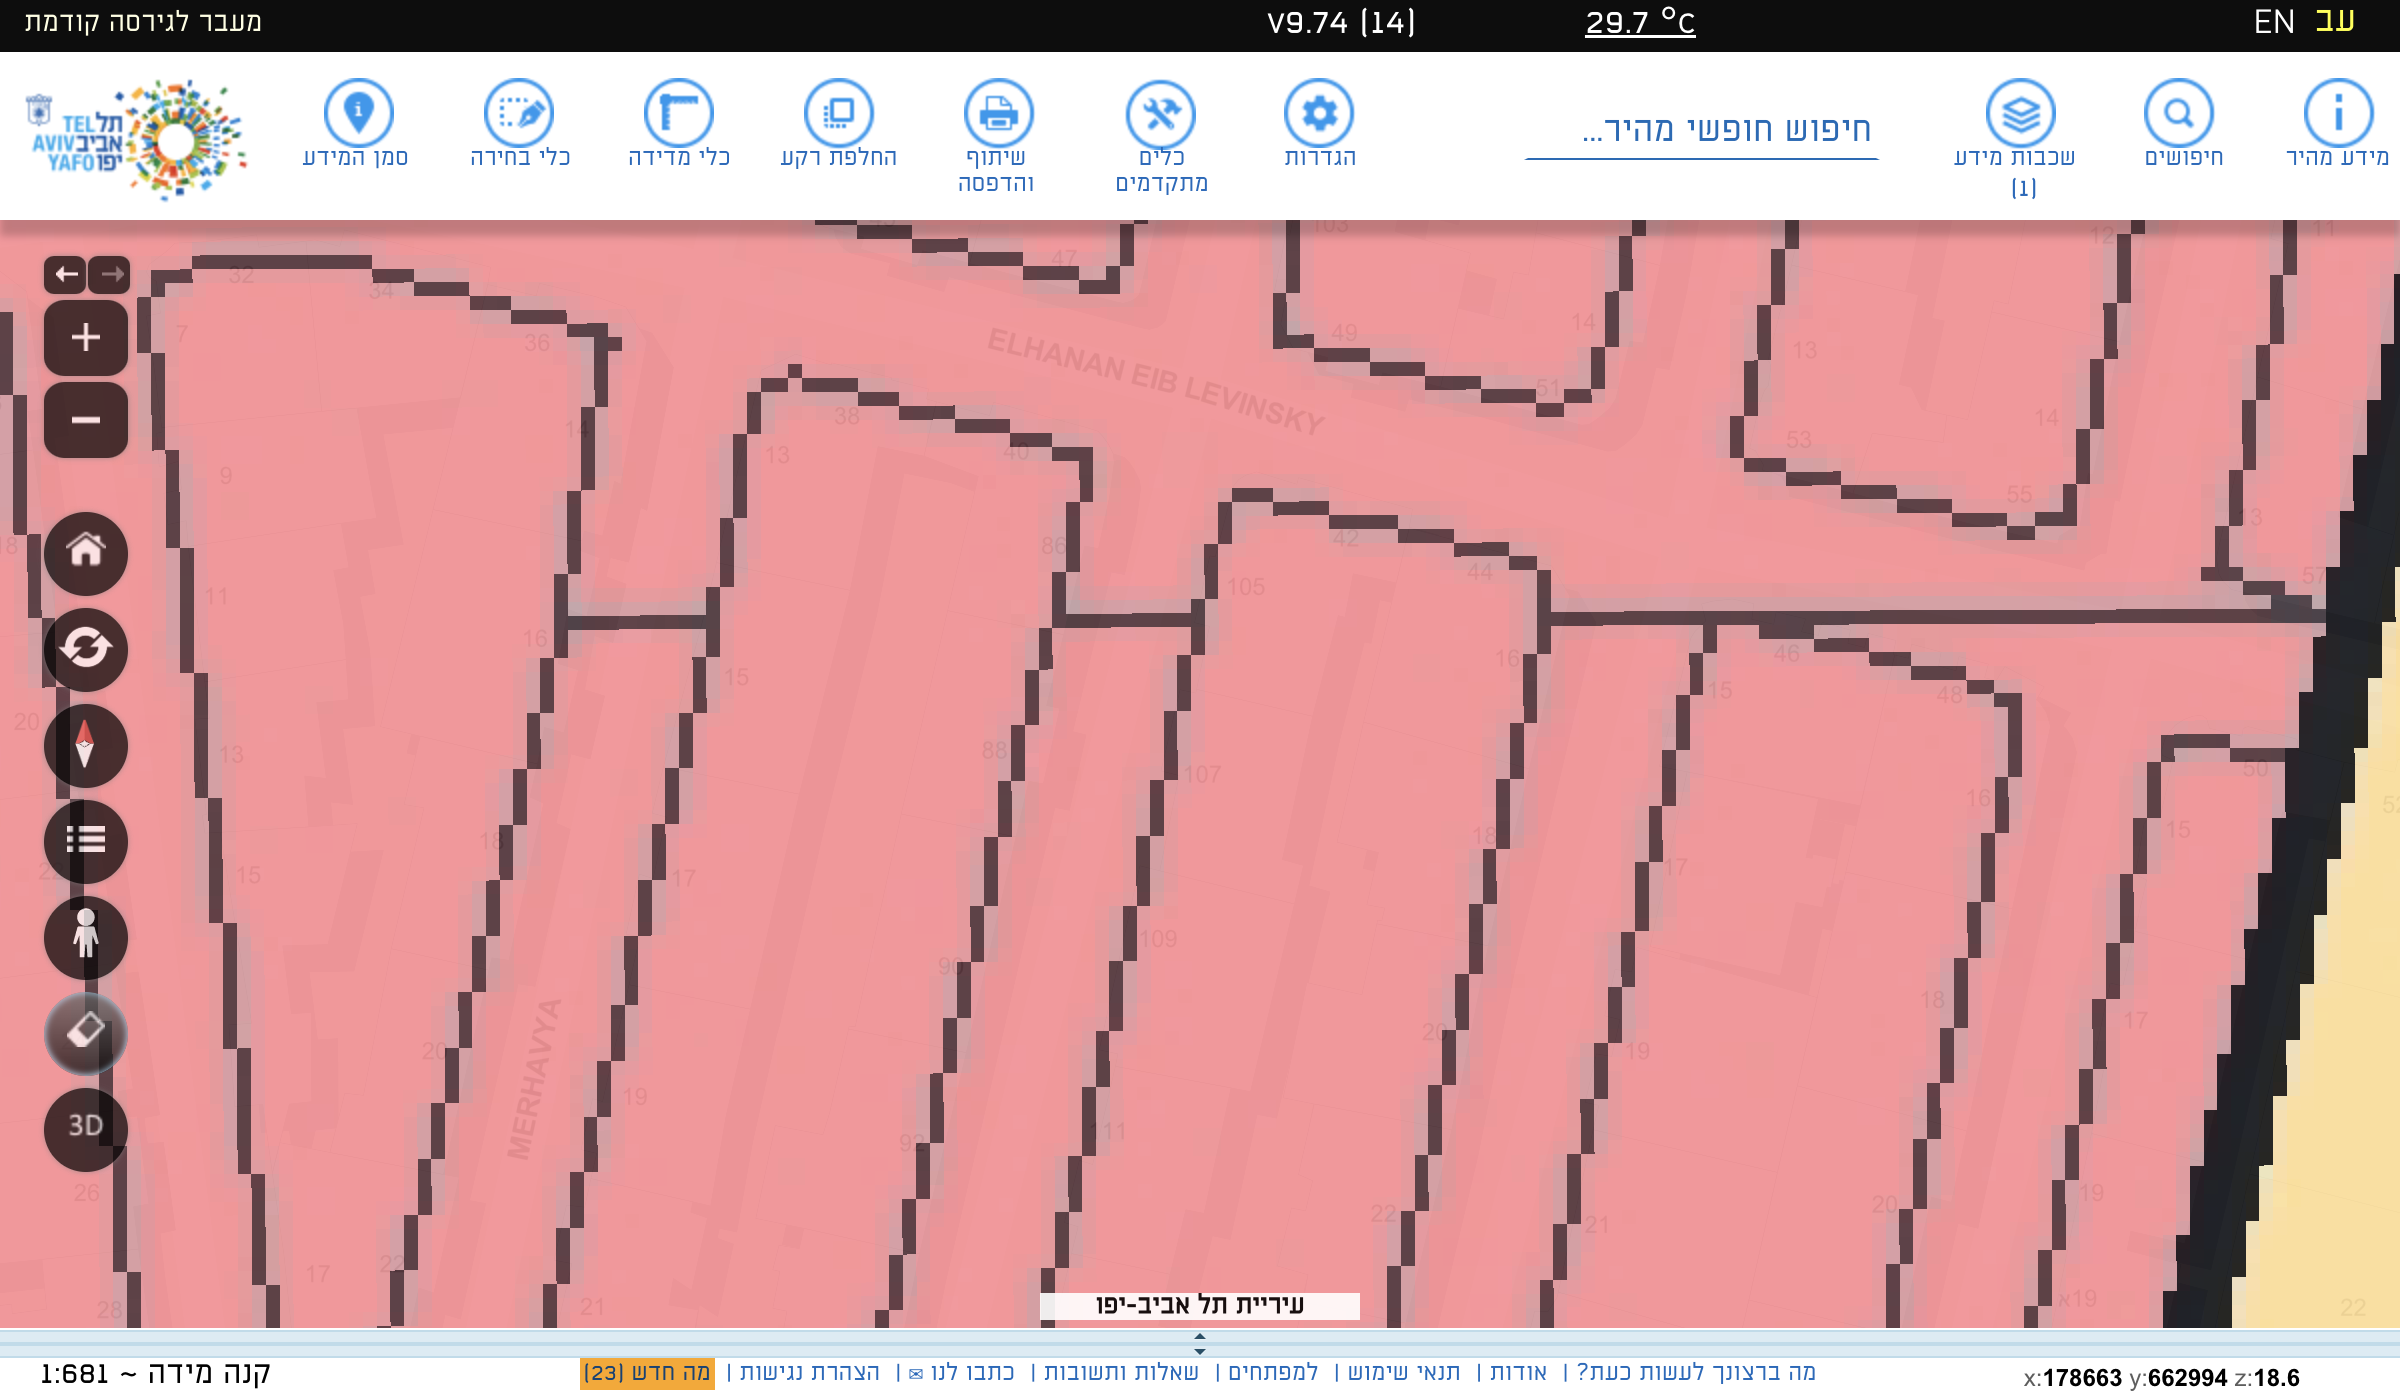 מעבר לגירסה קודמת
V9.74 (14)
29.7 °C
EN עב
TEL AVIV YAFO
תל אביב יפו
סמן המידע
כלי בחירה
כלי מדידה
החלפת רקע
שיתוף והדפסה
כלים מתקדמים
הגדרות
חיפוש חופשי מהיר...
שכבות מידע (1)
חיפושים
מידע מהיר
103
12
11
47
32
34
7
36
49
14
13
51
14
38
13
14
40
53
9
55
13
86
42
44
57
105
11
16
15
16
46
15
48
20
13
88
107
50
16
18
15
18
15
17
17
109
90
18
17
20
20
19
19
92
111
26
22
20
21
19
17
22
21
28
19א
22
ELHANAN EIB LEVINSKY
MERHAVYA
3D
עיריית תל אביב-יפו
קנה מידה ~ 1:681
מה ברצונך לעשות כעת? | אודות | תנאי שימוש | למפתחים | שאלות ותשובות | כתבו לנו | הצהרת נגישות | מה חדש (23)
x:178663 y:662994 z:18.6